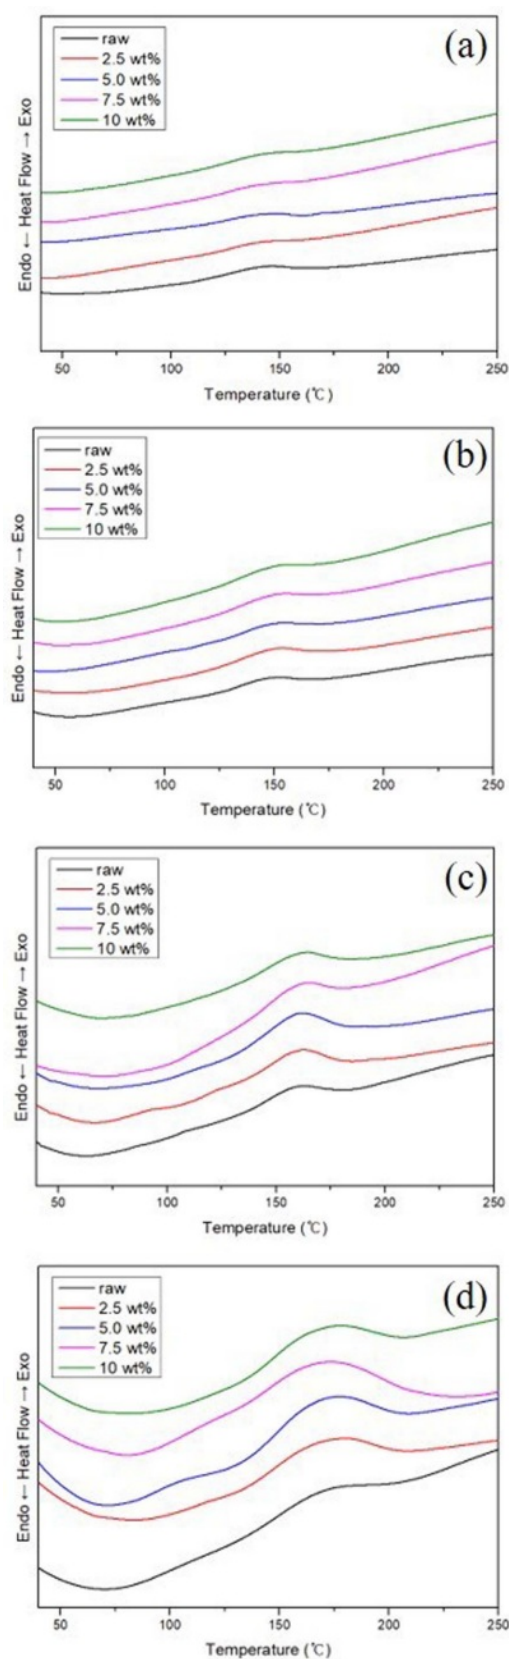 raw
2.5 wt%
5.0 wt%
7.5 wt%
10 wt%
(a)
Endo ← Heat Flow → Exo
50 100 150 200 250
Temperature (℃)
raw
2.5 wt%
5.0 wt%
7.5 wt%
10 wt%
(b)
Endo ← Heat Flow → Exo
50 100 150 200 250
Temperature (℃)
raw
2.5 wt%
5.0 wt%
7.5 wt%
10 wt%
(c)
Endo ← Heat Flow → Exo
50 100 150 200 250
Temperature (℃)
raw
2.5 wt%
5.0 wt%
7.5 wt%
10 wt%
(d)
Endo ← Heat Flow → Exo
50 100 150 200 250
Temperature (℃)